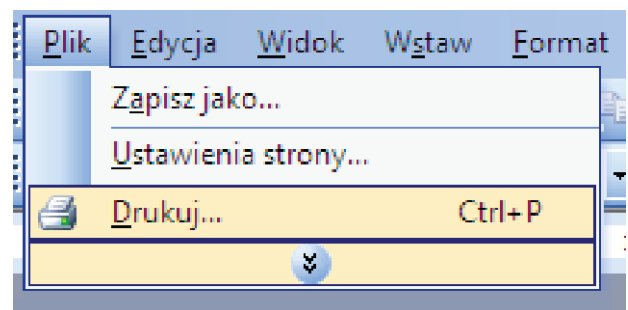 Plik Edycja Widok Wstaw Format
Zapisz jako...
Ustawienia strony...
Drukuj... Ctrl+P